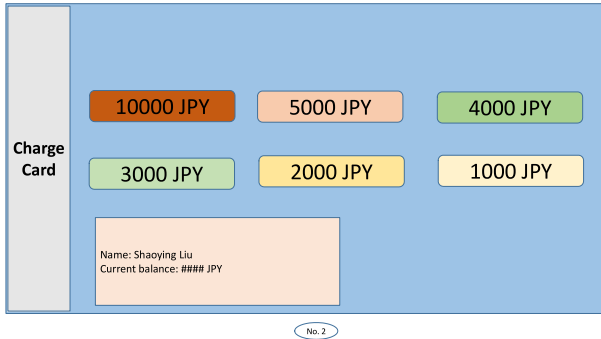 Charge
Card
10000 JPY
5000 JPY
4000 JPY
3000 JPY
2000 JPY
1000 JPY
Name: Shaoying Liu
Current balance: #### JPY
No. 2